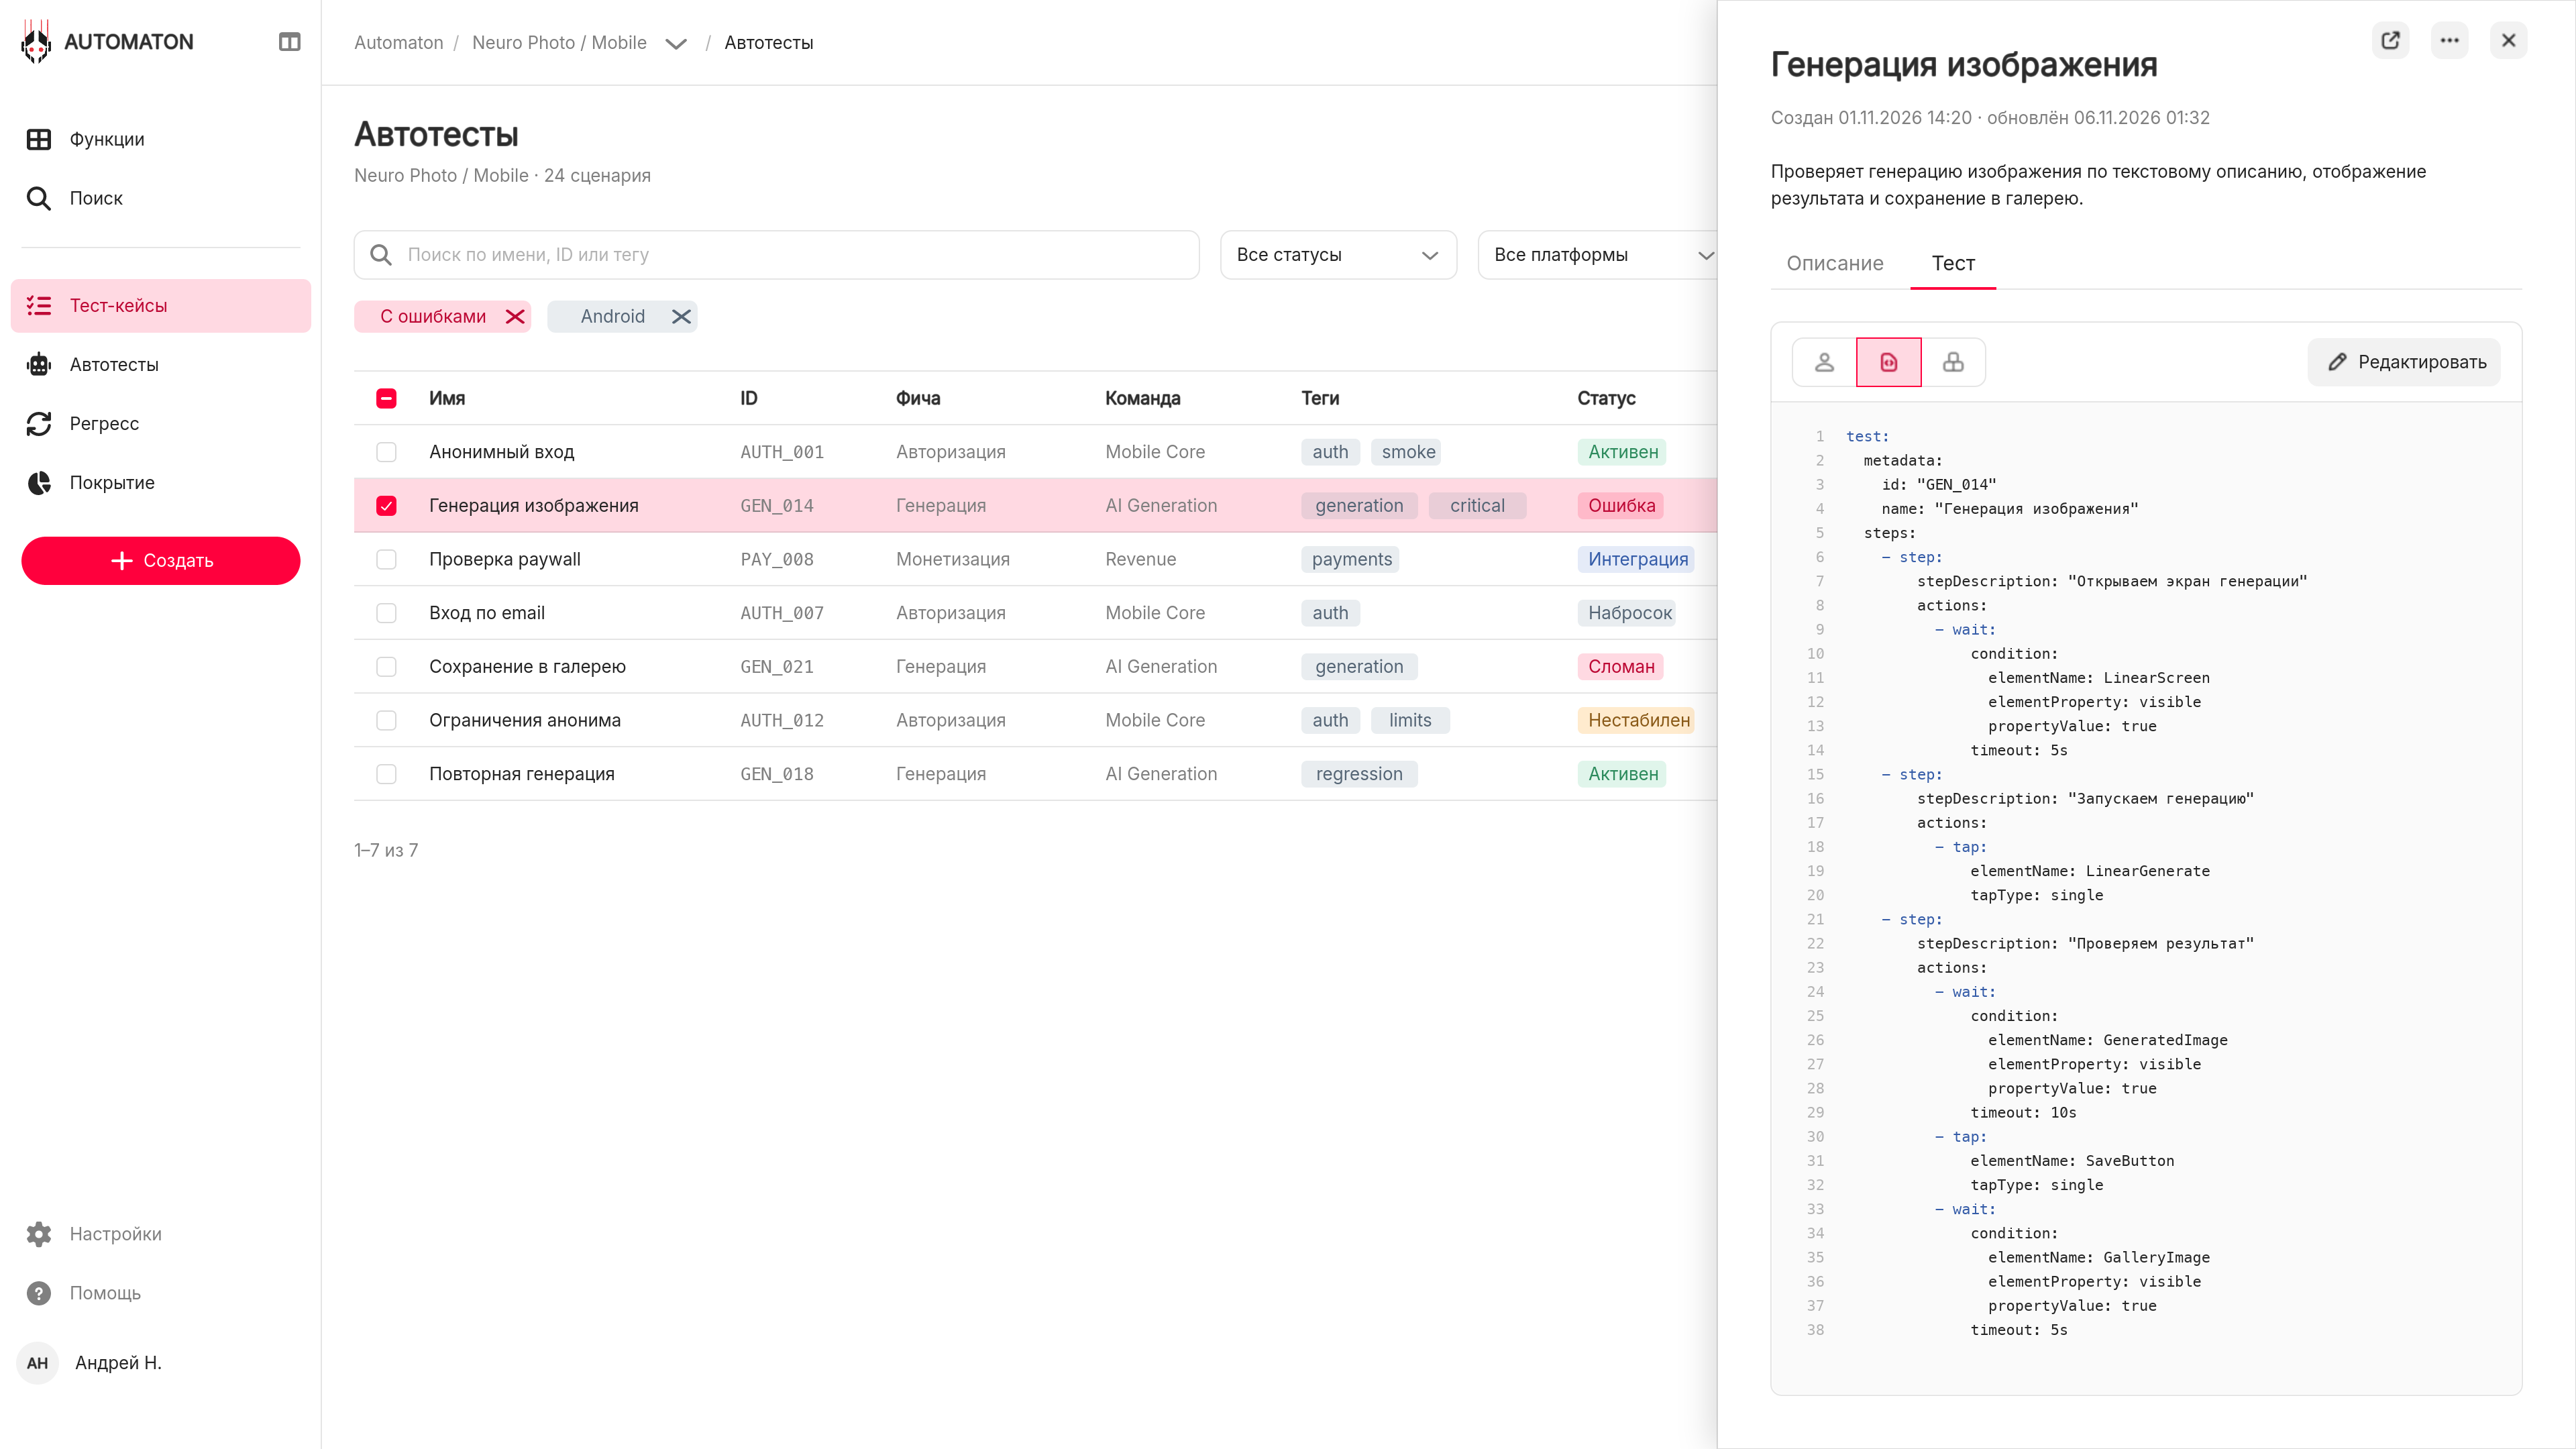 AUTOMATON
Функции
Поиск
Тест-кейсы
Автотесты
Регресс
Покрытие
Создать
Настройки
Помощь
АН Андрей Н.
Automaton / Neuro Photo / Mobile / Автотесты
Автотесты
Neuro Photo / Mobile · 24 сценария
Поиск по имени, ID или тегу
Все статусы
Все платформы
С ошибками
Android
Имя ID Фича Команда Теги Статус
Анонимный вход AUTH_001 Авторизация Mobile Core auth smoke Активен
Генерация изображения GEN_014 Генерация AI Generation generation critical Ошибка
Проверка paywall PAY_008 Монетизация Revenue payments Интеграция
Вход по email AUTH_007 Авторизация Mobile Core auth Набросок
Сохранение в галерею GEN_021 Генерация AI Generation generation Сломан
Ограничения анонима AUTH_012 Авторизация Mobile Core auth limits Нестабилен
Повторная генерация GEN_018 Генерация AI Generation regression Активен
1–7 из 7
Генерация изображения
Создан 01.11.2026 14:20 · обновлён 06.11.2026 01:32
Проверяет генерацию изображения по текстовому описанию, отображение
результата и сохранение в галерею.
Описание
Тест
Редактировать
1 test:
2 metadata:
3 id: "GEN_014"
4 name: "Генерация изображения"
5 steps:
6 - step:
7 stepDescription: "Открываем экран генерации"
8 actions:
9 - wait:
10 condition:
11 elementName: LinearScreen
12 elementProperty: visible
13 propertyValue: true
14 timeout: 5s
15 - step:
16 stepDescription: "Запускаем генерацию"
17 actions:
18 - tap:
19 elementName: LinearGenerate
20 tapType: single
21 - step:
22 stepDescription: "Проверяем результат"
23 actions:
24 - wait:
25 condition:
26 elementName: GeneratedImage
27 elementProperty: visible
28 propertyValue: true
29 timeout: 10s
30 - tap:
31 elementName: SaveButton
32 tapType: single
33 - wait:
34 condition:
35 elementName: GalleryImage
36 elementProperty: visible
37 propertyValue: true
38 timeout: 5s